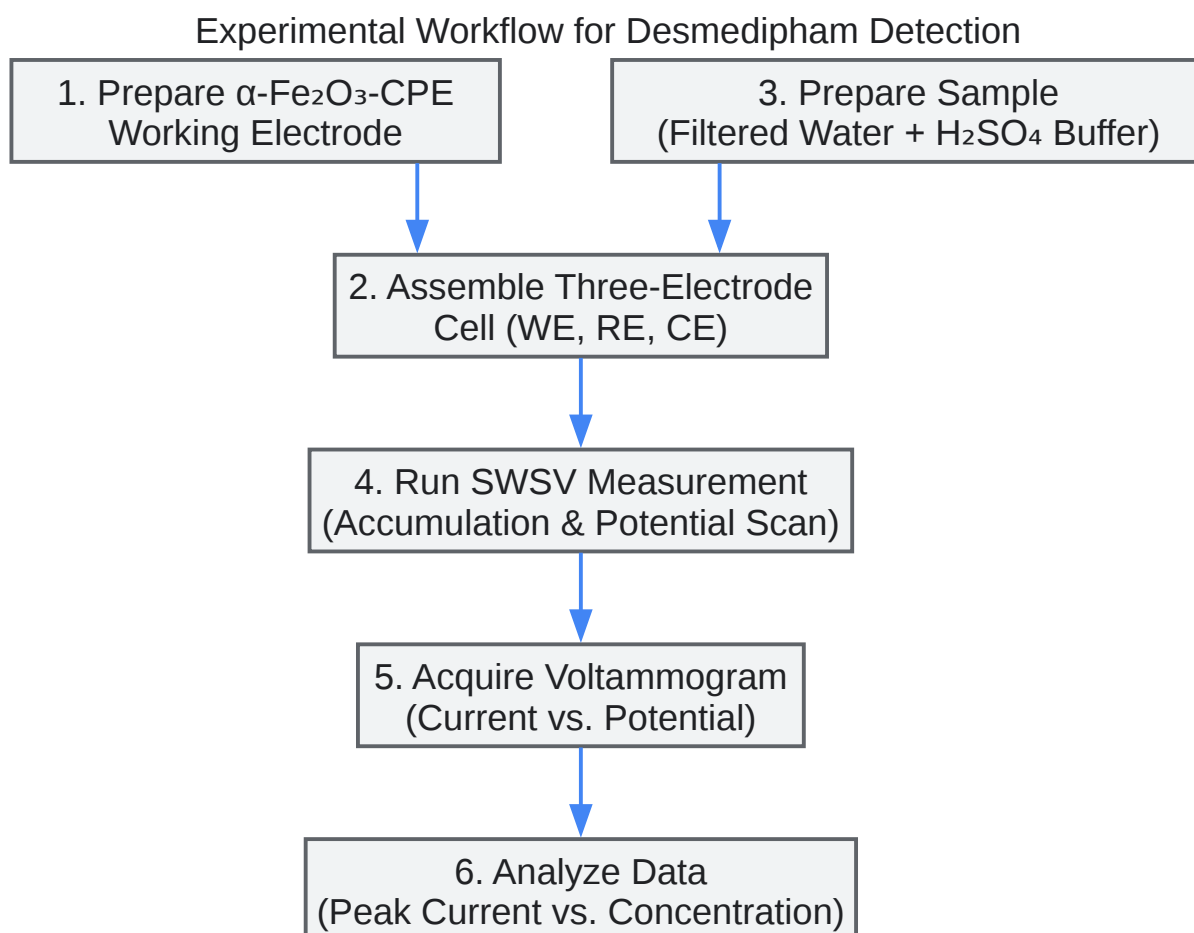 Experimental Workflow for Desmedipham Detection
1. Prepare α-Fe₂O₃-CPE
Working Electrode
3. Prepare Sample
(Filtered Water + H₂SO₄ Buffer)
2. Assemble Three-Electrode
Cell (WE, RE, CE)
4. Run SWSV Measurement
(Accumulation & Potential Scan)
5. Acquire Voltammogram
(Current vs. Potential)
6. Analyze Data
(Peak Current vs. Concentration)